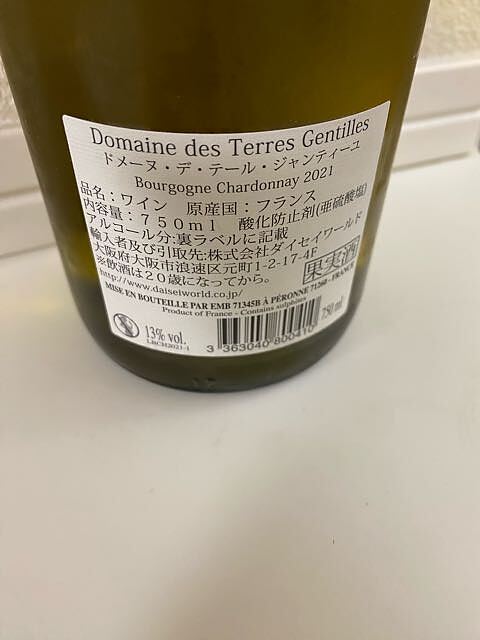 Domaine des Terres Gentilles
ドメーヌ・デ・テール・ジャンティーユ
Bourgogne Chardonnay 2021
品名：ワイン 原産国：フランス
内容量：７５０ｍｌ 酸化防止剤(亜硫酸塩)
アルコール分：裏ラベルに記載
輸入者及び引取先：株式会社ダイセイワールド
大阪府大阪市浪速区元町1-2-17-4F
※飲酒は２０歳になってから。 果実酒
http://www.daiseiworld.co.jp/
MISE EN BOUTEILLE PAR EMB 71345B À PÉRONNE 71260 - FRANCE
Product of France - Contains sulphites
13% vol.
LBCH2021-1
3 363040 800410
750 ml